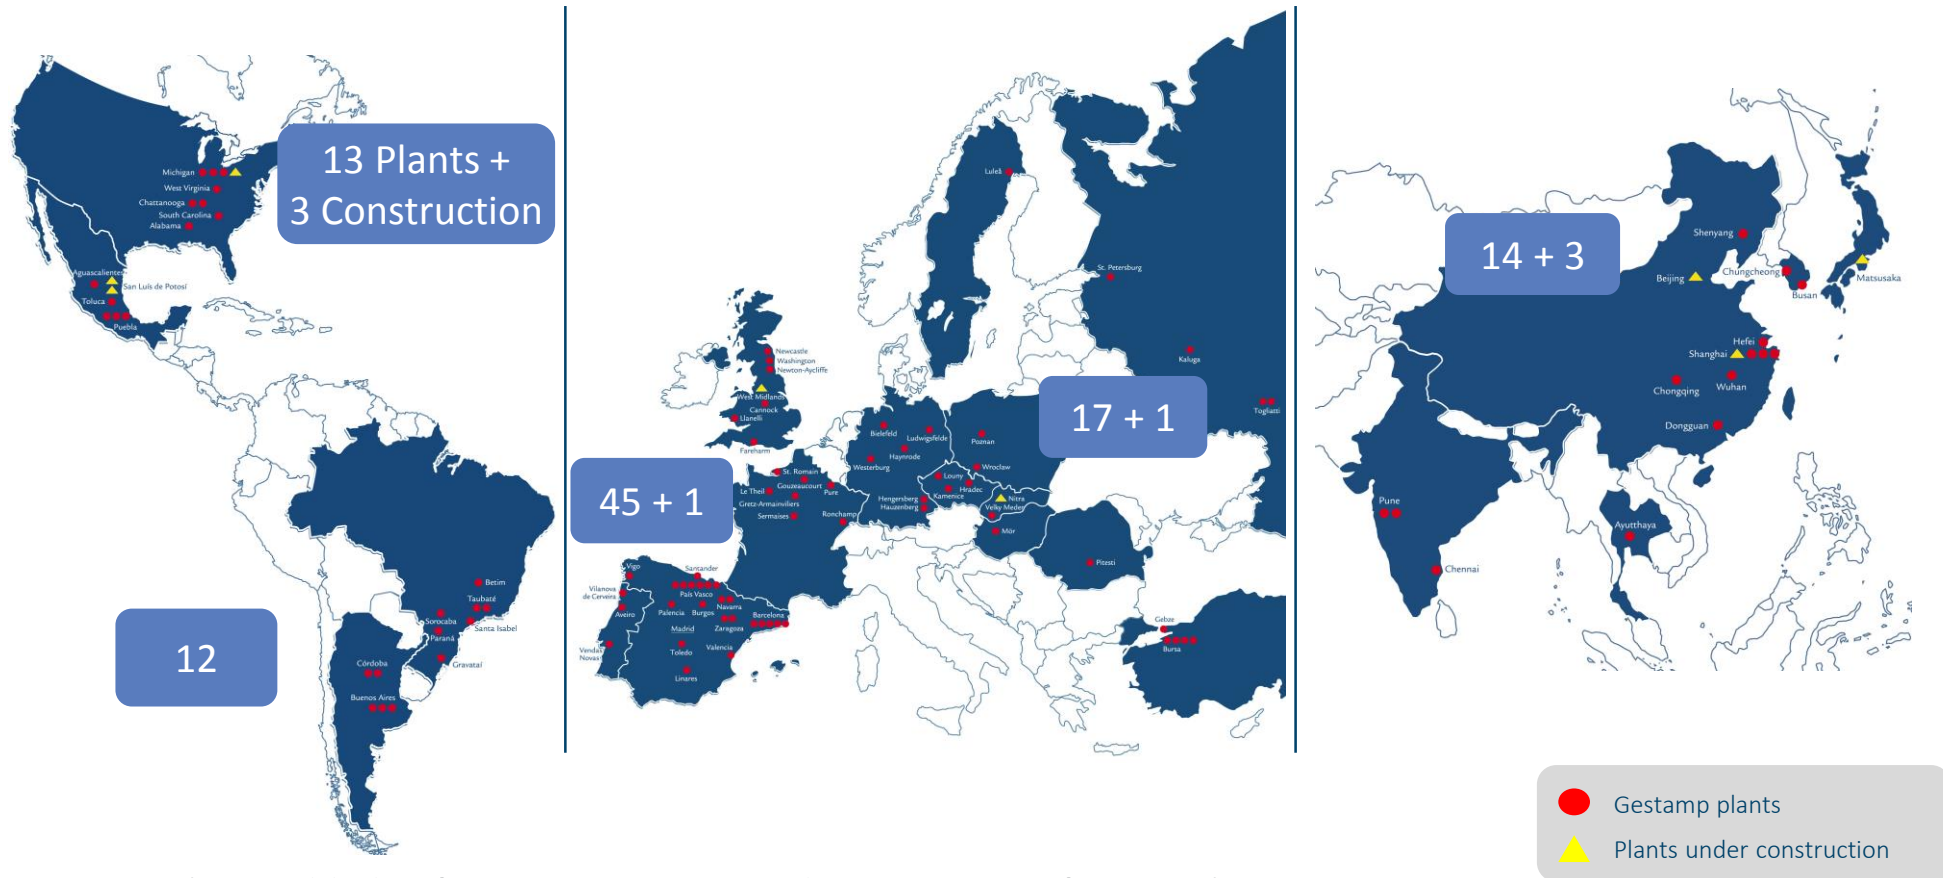 13 Plants +
3 Construction
Michigan
West Virginia
Chattanooga
South Carolina
Alabama
Aguascalientes
San Luís de Potosí
Toluca
Puebla
12
Betim
Taubaté
Sorocaba
Santa Isabel
Paraná
Gravataí
Córdoba
Buenos Aires
Luleå
St. Petersburg
Kaluga
Togliatti
Newcastle
Washington
Newton-Aycliffe
West Midlands
Cannock
Llanelli
Fareharm
17 + 1
45 + 1
Bielefeld
Ludwigsfelde
Haynrode
Westerburg
Poznan
Wroclaw
Louny
Hradec
Kamenice
Hengersberg
Hauzenberg
Nitra
Velky Meder
Mór
Pitesti
St. Romain
Gouzeaucourt
Le Theil
Pure
Gretz-Armainvilers
Sermaises
Ronchamp
Vigo
Santander
Vilanova
de Cerveira
País Vasco
Aveiro
Palencia
Burgos
Navarra
Barcelona
Madrid
Zaragoza
Vendas
Novas
Toledo
Valencia
Linares
Gebze
Bursa
14 + 3
Shenyang
Beijing
Chungcheong
Busan
Matsusaka
Hefei
Shanghai
Wuhan
Chongqing
Dongguan
Pune
Chennai
Ayutthaya
Gestamp plants
Plants under construction